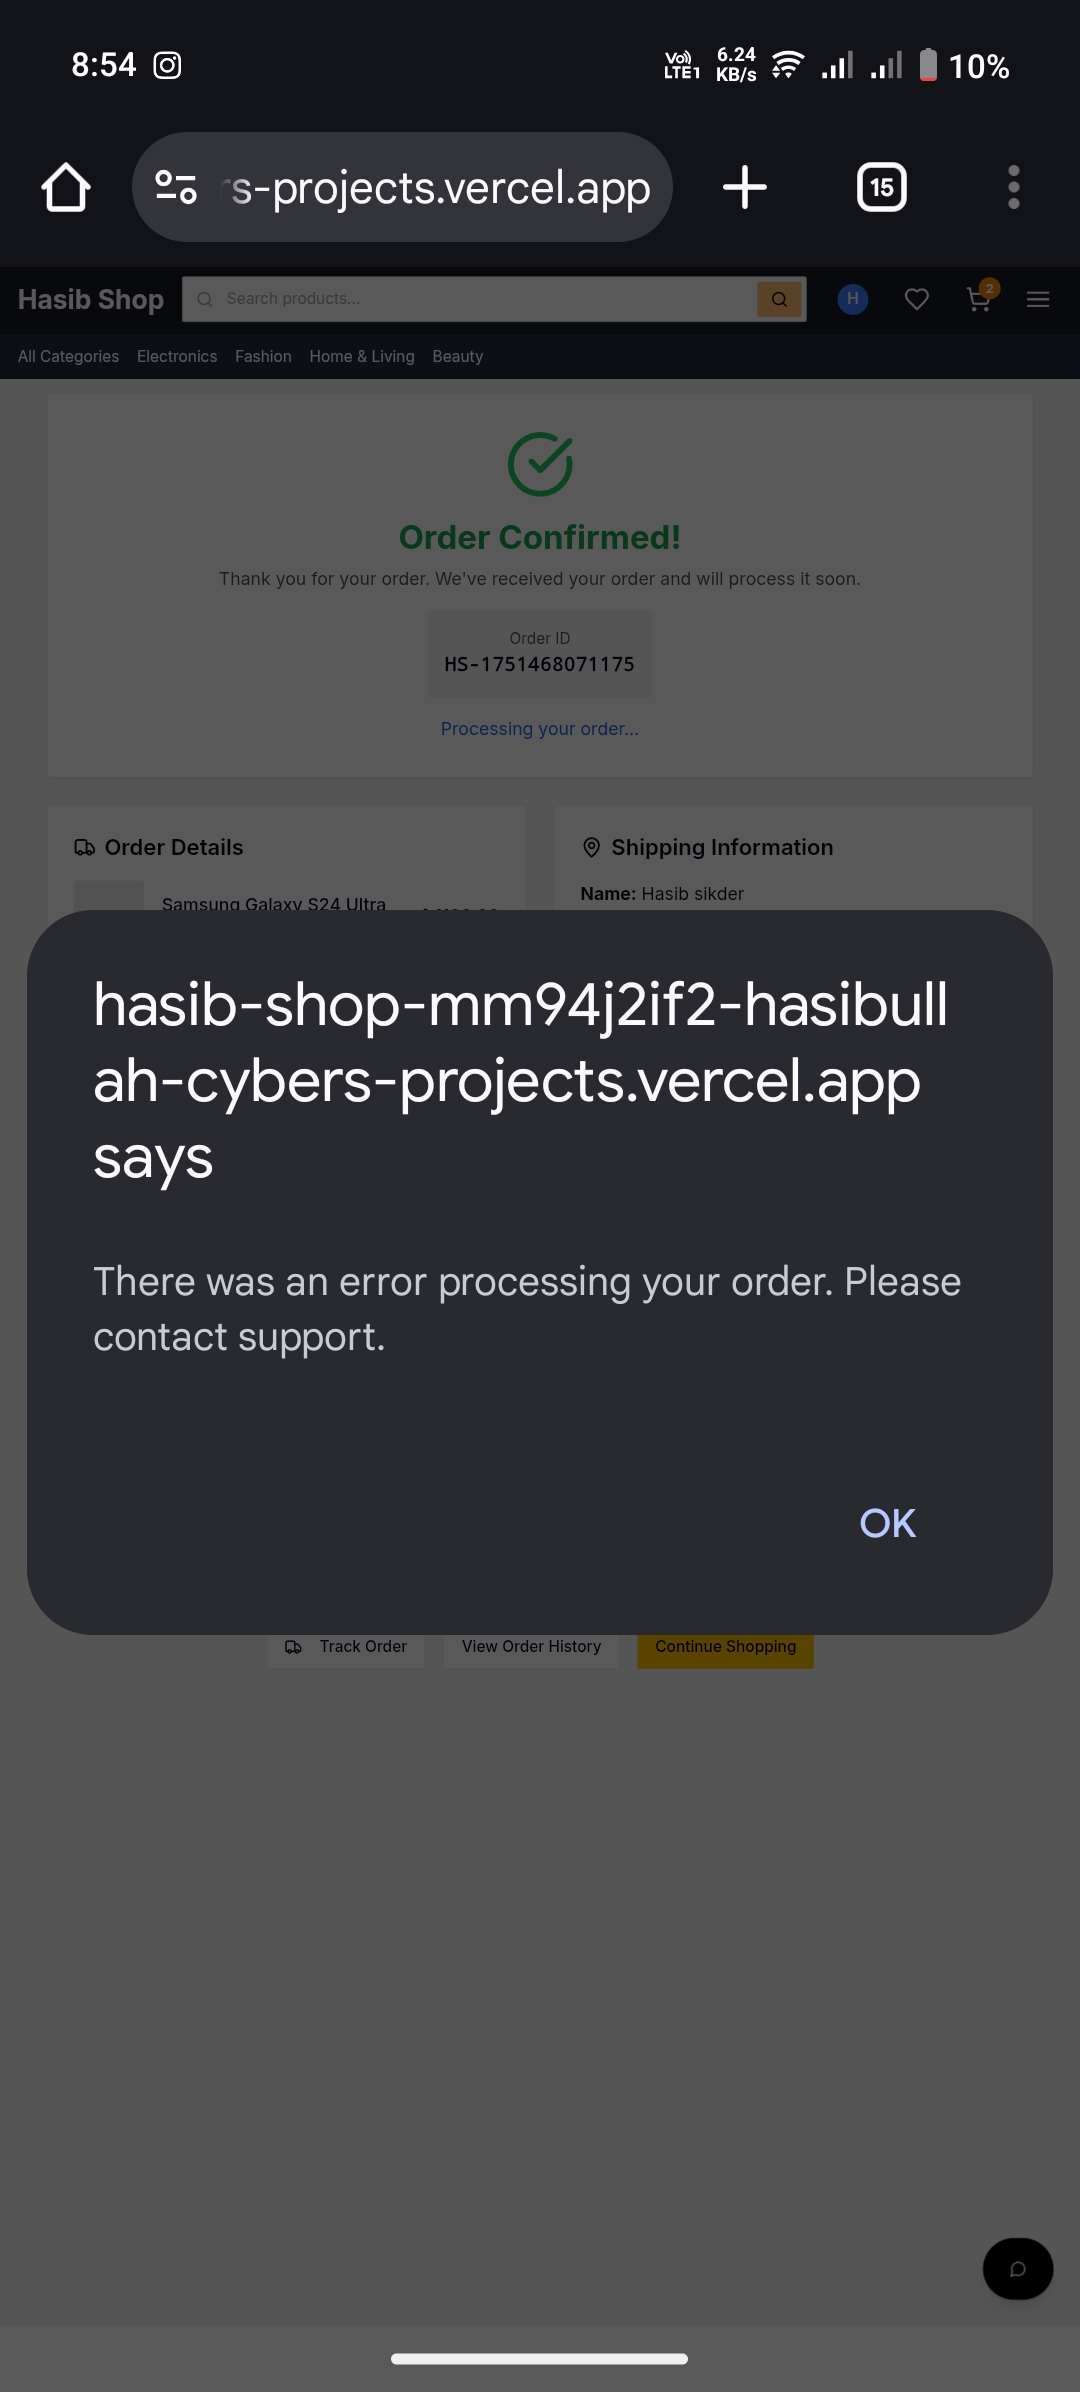 8:54
Vo)) LTE1
6.24 KB/s
10%
s-projects.vercel.app
15
Hasib Shop
Search products...
H
2
All Categories Electronics Fashion Home & Living Beauty
Order Confirmed!
Thank you for your order. We've received your order and will process it soon.
Order ID
HS-1751468071175
Processing your order...
Order Details
Shipping Information
Samsung Galaxy S24 Ultra
Name: Hasib sikder
hasib-shop-mm94j2if2-hasibull
ah-cybers-projects.vercel.app
says
There was an error processing your order. Please
contact support.
OK
Track Order
View Order History
Continue Shopping